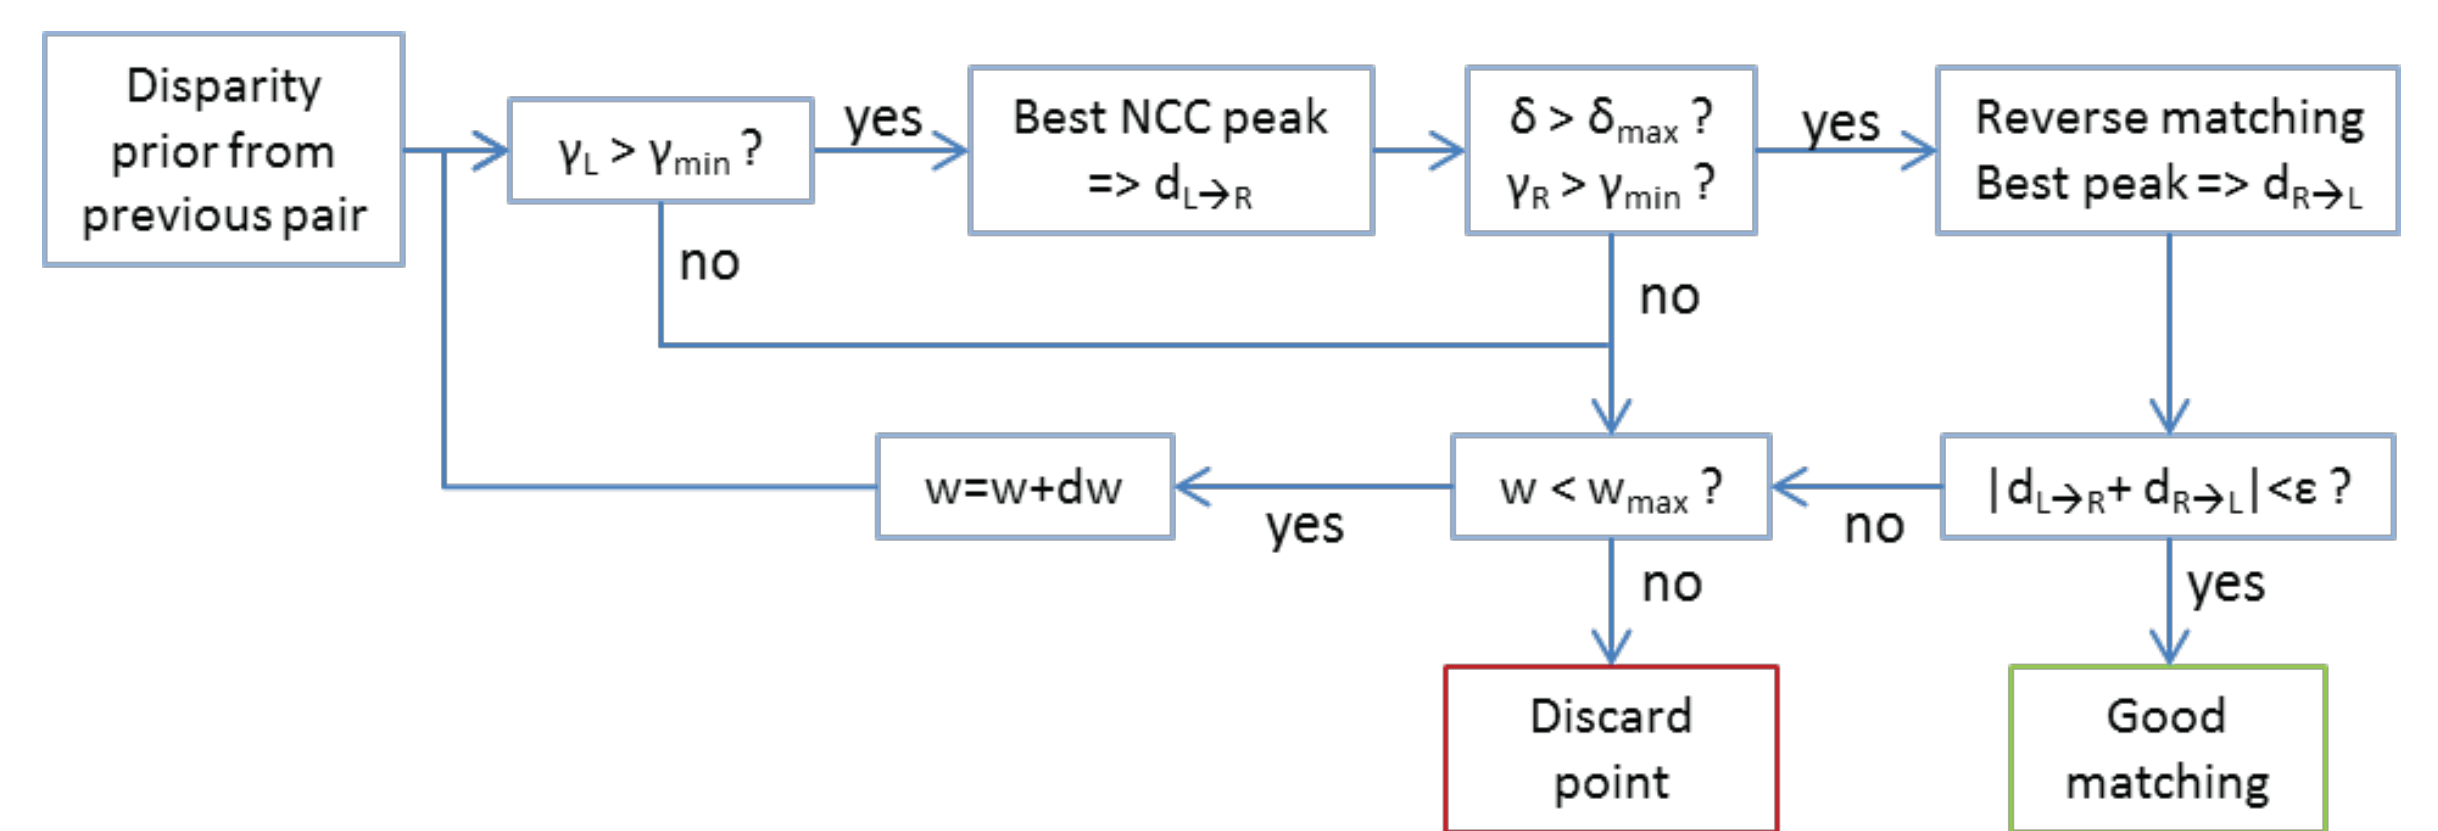 Disparity
prior from
previous pair
γL > γmin ?
yes
no
Best NCC peak
=> dL→R
δ > δmax ?
γR > γmin ?
yes
no
Reverse matching
Best peak => dR→L
w=w+dw
yes
w < wmax ?
no
no
|dL→R+ dR→L|<ε ?
yes
Discard
point
Good
matching